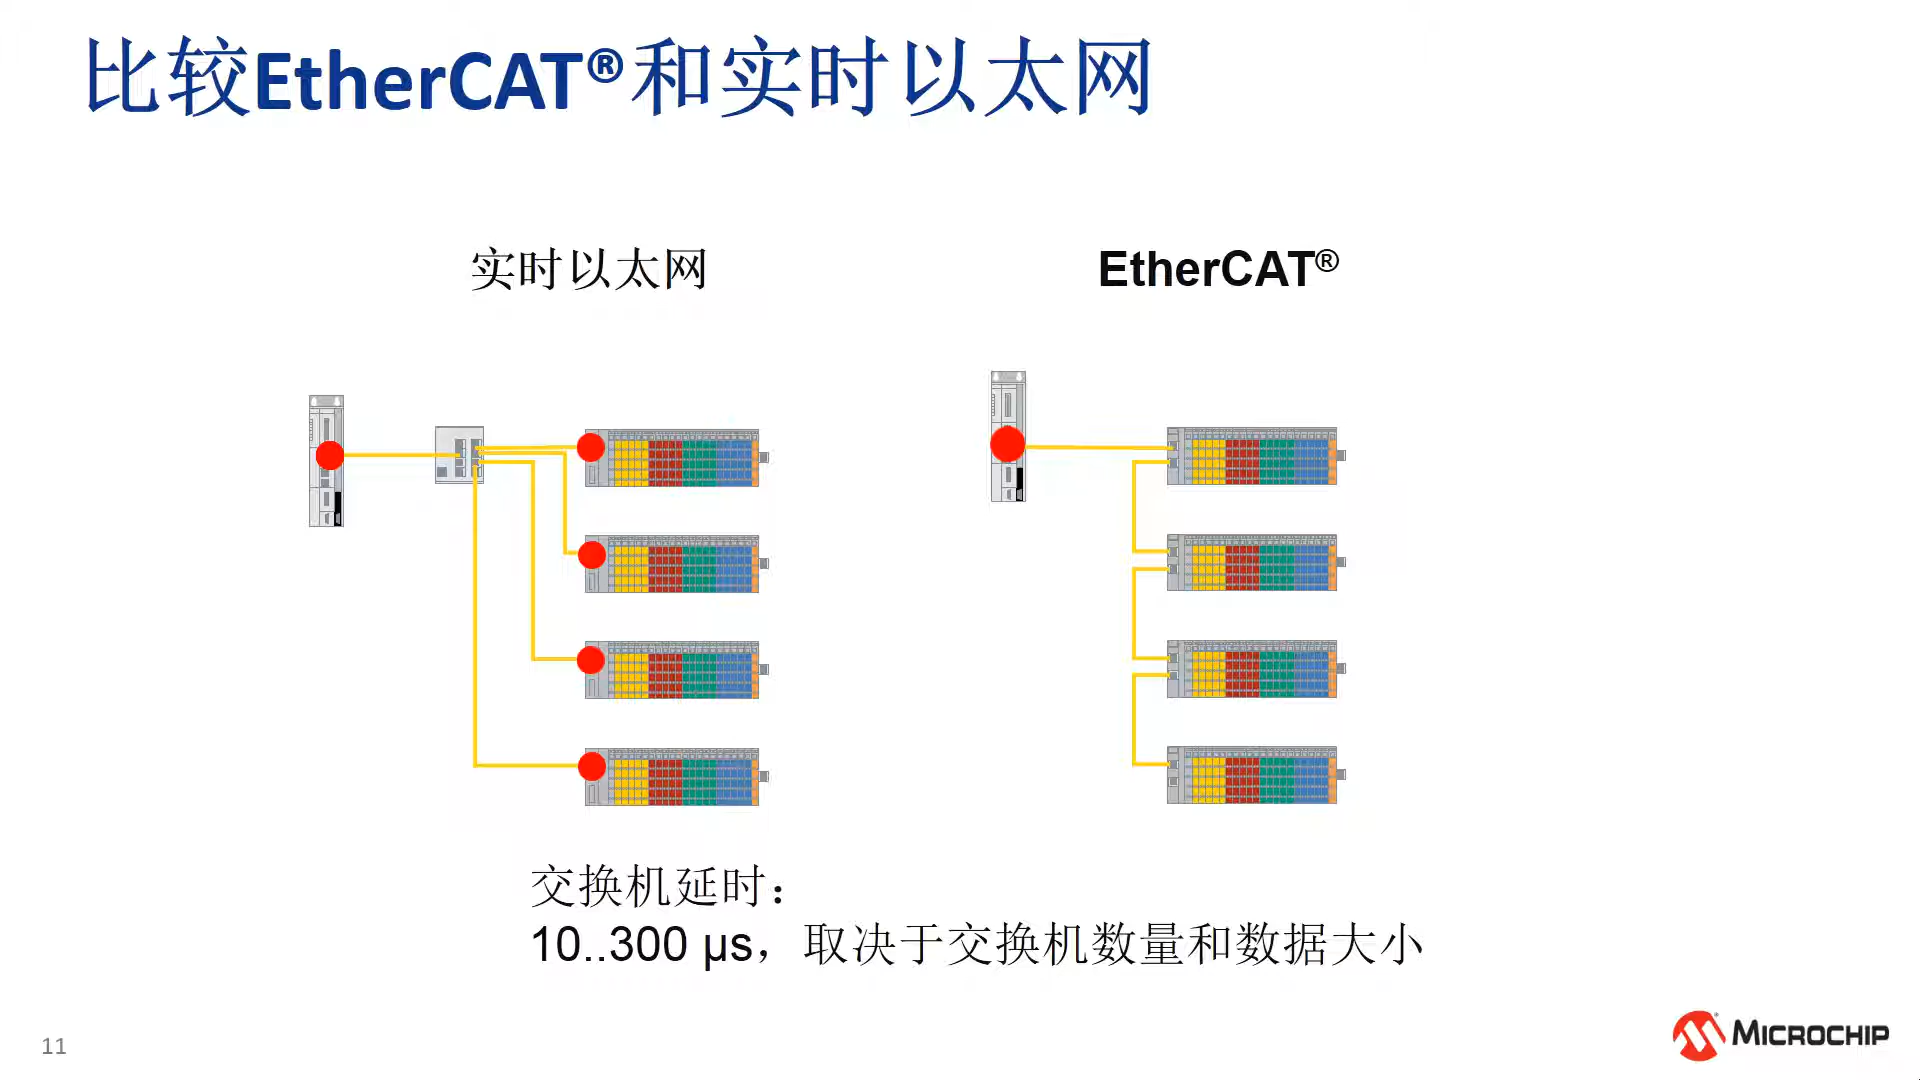 比较EtherCAT®和实时以太网
实时以太网
EtherCAT®
交换机延时：
10..300 µs，取决于交换机数量和数据大小
11
MICROCHIP